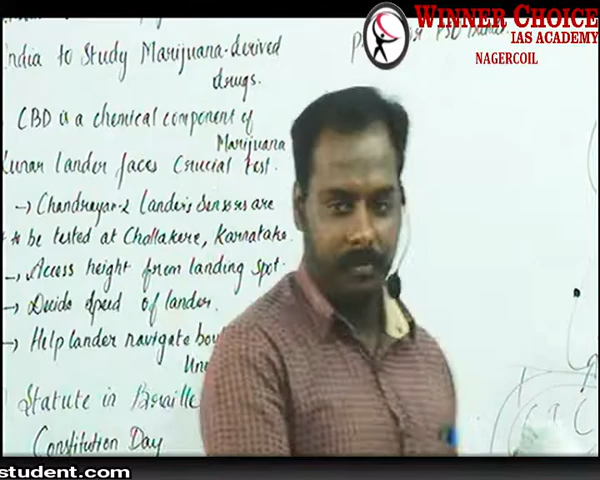 WINNER CHOICE
IAS ACADEMY
NAGERCOIL
India to Study Marijuana-derived
drugs.
CBD is a chemical component of
Marijuana
Lunar lander faces Crucial test.
→ Chandrayan-2 lander's Sensors are
to be tested at Challakere, Karnataka.
→ Access height from landing spot.
→ Decide Speed of lander.
→ Help lander navigate
Statute in Braille
Constitution Day
student.com